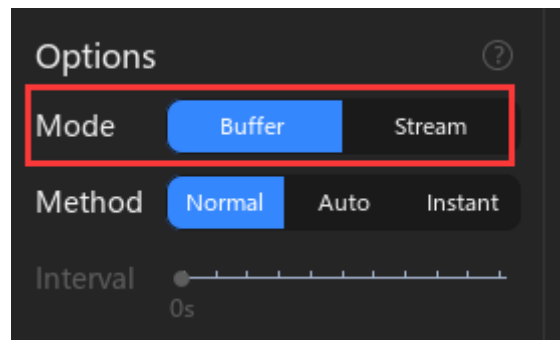 Options ?
Mode Buffer Stream
Method Normal Auto Instant
Interval
0s